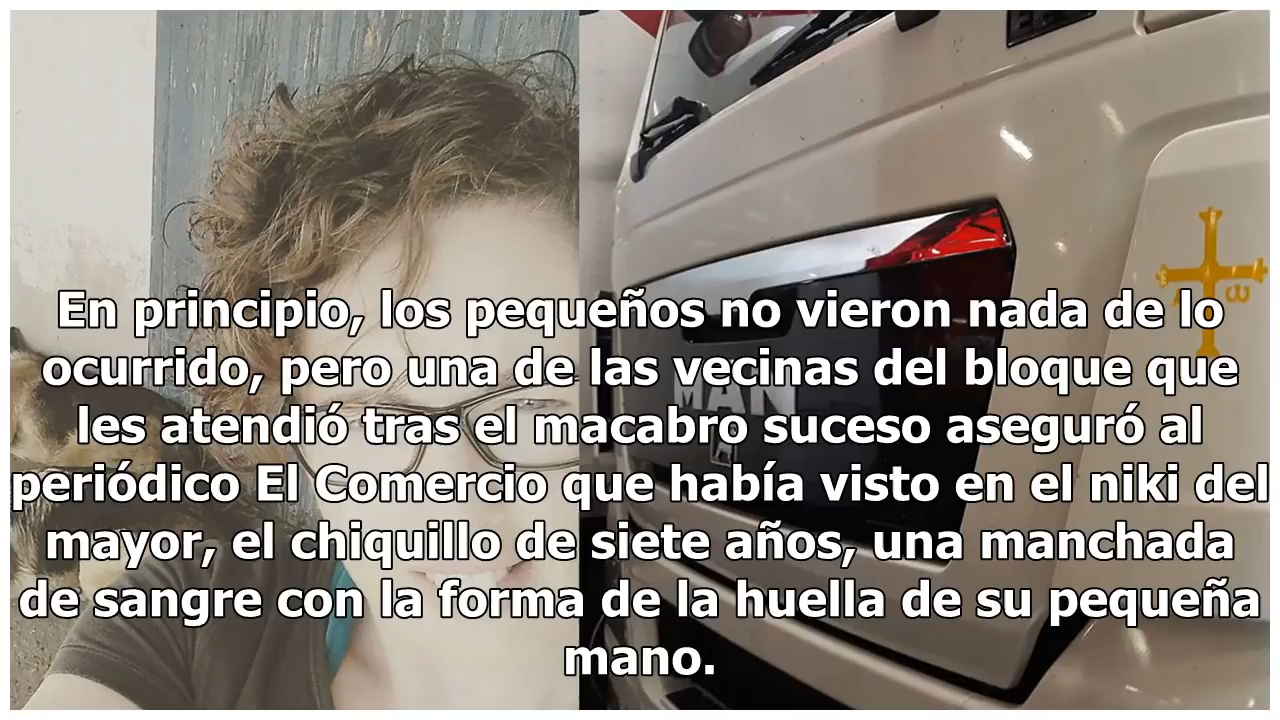 En principio, los pequeños no vieron nada de lo
ocurrido, pero una de las vecinas del bloque que
les atendió tras el macabro suceso aseguró al
periódico El Comercio que había visto en el niki del
mayor, el chiquillo de siete años, una manchada
de sangre con la forma de la huella de su pequeña
mano.
MAN